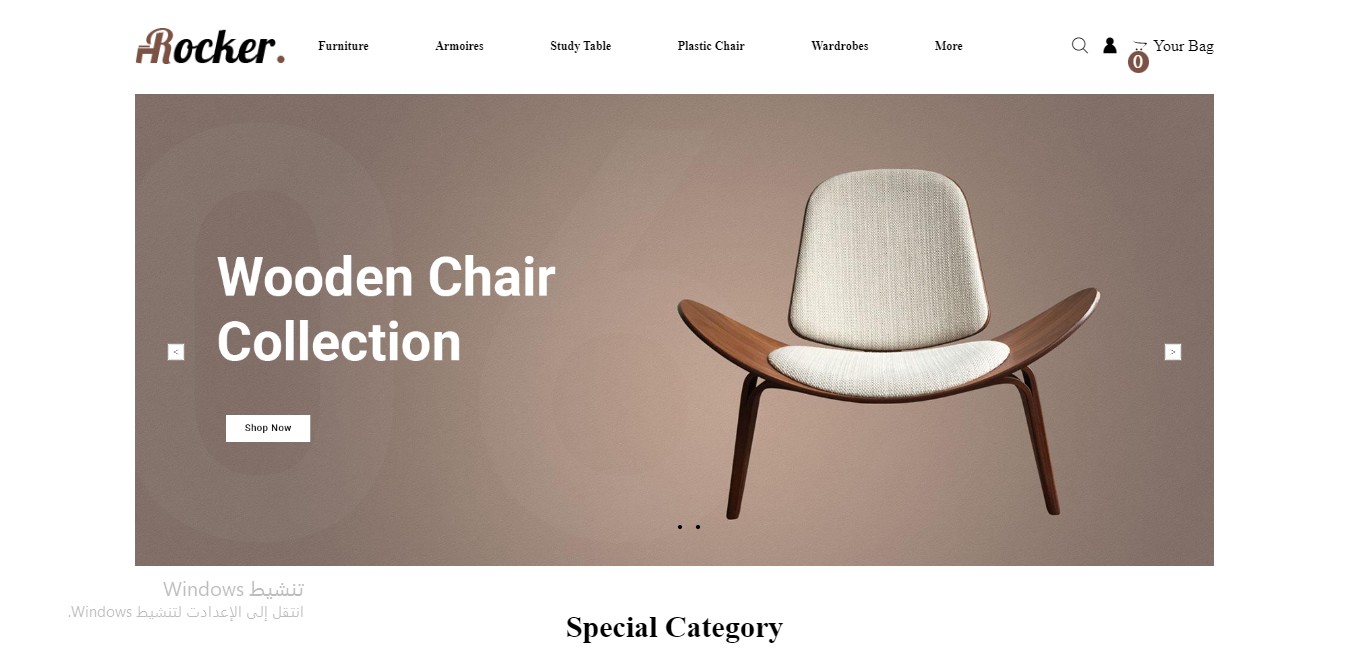 Rocker.
Furniture
Armoires
Study Table
Plastic Chair
Wardrobes
More
Your Bag
0
Wooden Chair
Collection
<
>
Shop Now
تنشيط Windows
انتقل إلى الإعدادت لتنشيط Windows.
Special Category